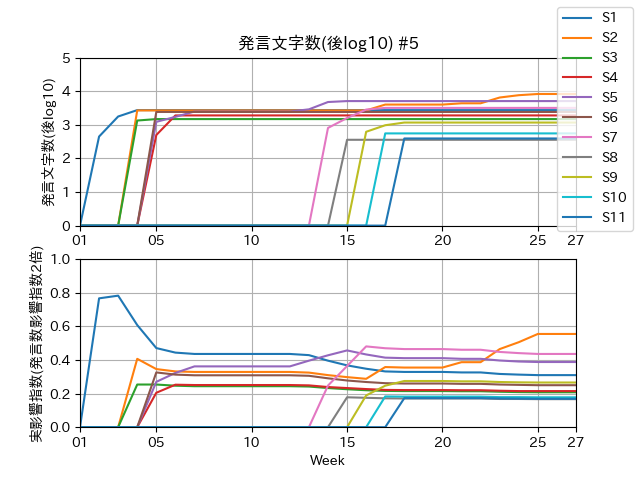 発言文字数(後log10) #5
S1
S2
S3
S4
S5
S6
S7
S8
S9
S10
S11
発言文字数(後log10)
5
4
3
2
1
0
01 05 10 15 20 25 27
実影響指数(発言数影響指数2倍)
1.0
0.8
0.6
0.4
0.2
0.0
01 05 10 15 20 25 27
Week